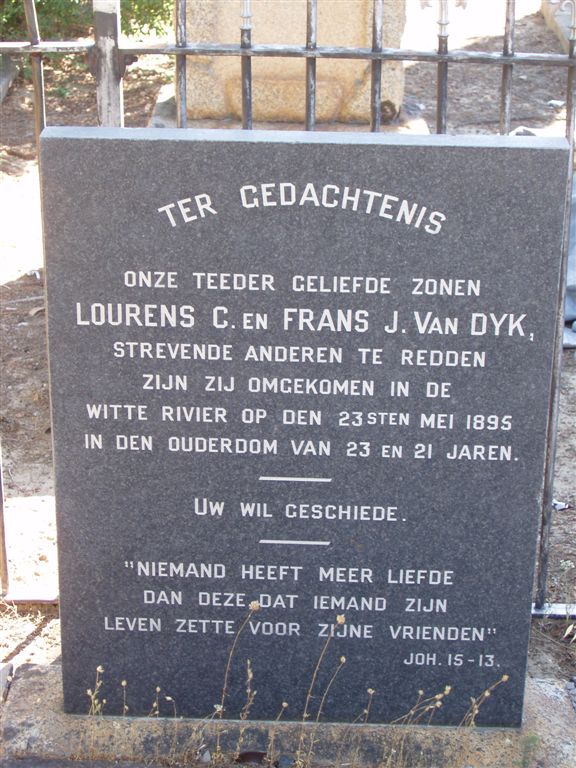 TER GEDACHTENIS
ONZE TEEDER GELIEFDE ZONEN
LOURENS C. EN FRANS J. VAN DYK,
STREVENDE ANDEREN TE REDDEN
ZIJN ZIJ OMGEKOMEN IN DE
WITTE RIVIER OP DEN 23STEN MEI 1895
IN DEN OUDERDOM VAN 23 EN 21 JAREN.
UW WIL GESCHIEDE.
"NIEMAND HEEFT MEER LIEFDE
DAN DEZE, DAT IEMAND ZIJN
LEVEN ZETTE VOOR ZIJNE VRIENDEN"
JOH. 15-13.